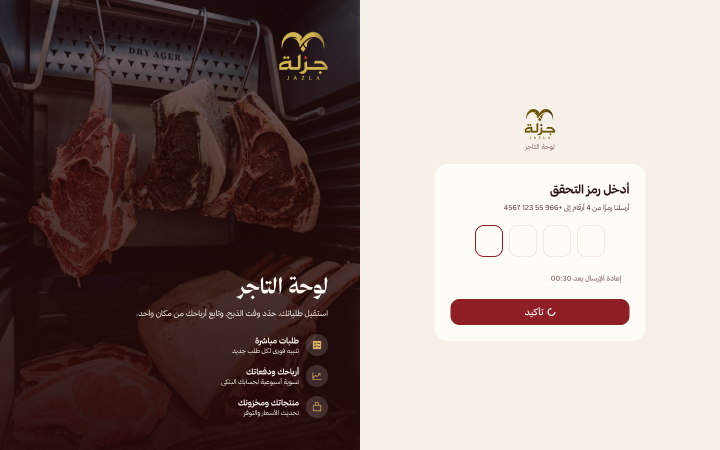 DRY AGER
جزلة
JAZLA
لوحة التاجر
استقبل طلباتك، حدّد وقت الذبح، وتابع أرباحك من مكان واحد.
طلبات مباشرة
تنبيه فوري لكل طلب جديد
أرباحك ودفعاتك
تسوية أسبوعية لحسابك البنكي
منتجاتك ومخزونك
تحديث الأسعار والتوفر
جزلة
JAZLA
لوحة التاجر
أدخل رمز التحقق
أرسلنا رمزًا من 4 أرقام إلى +966 55 123 4567
إعادة الإرسال بعد 00:30
تأكيد